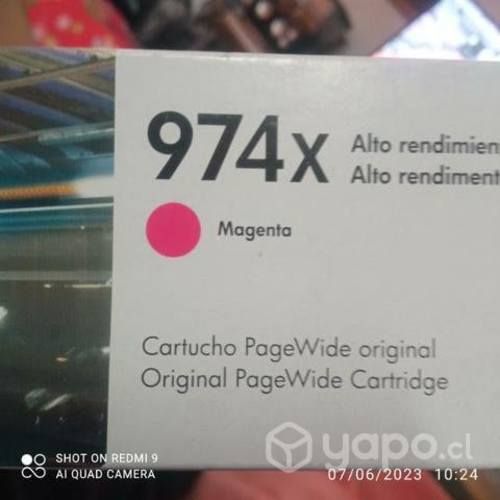 974x
Alto rendimien
Alto rendiment
Magenta
Cartucho PageWide original
Original PageWide Cartridge
SHOT ON REDMI 9
AI QUAD CAMERA
yapo.cl
07/06/2023 10:24